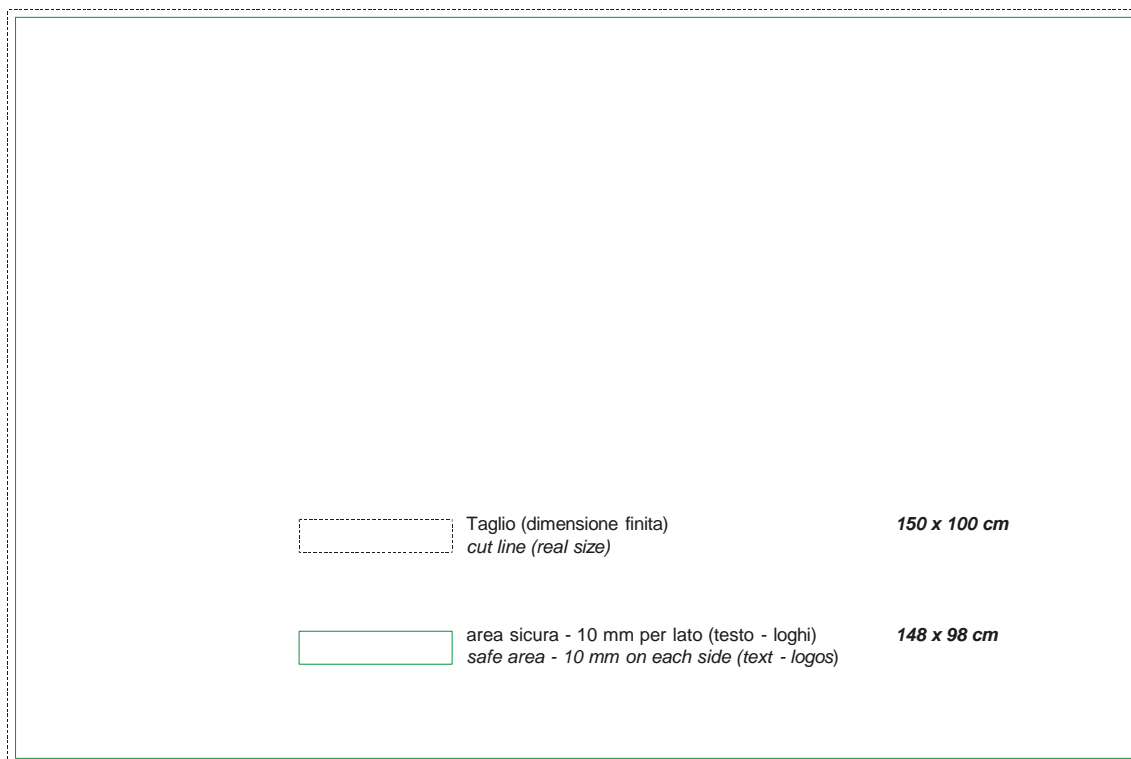 Taglio (dimensione finita)
cut line (real size)
150 x 100 cm
area sicura - 10 mm per lato (testo - loghi)
safe area - 10 mm on each side (text - logos)
148 x 98 cm